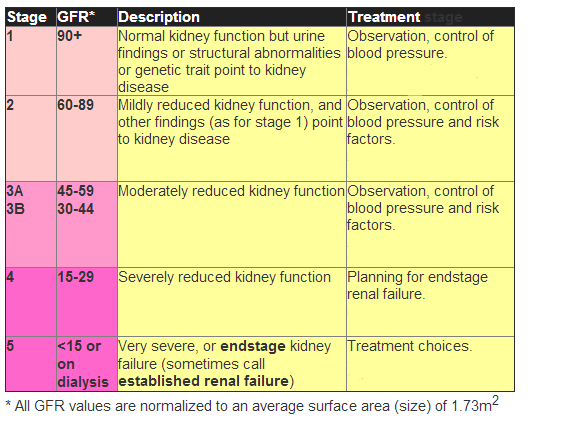 Stage GFR* Description Treatment stage
1 90+ Normal kidney function but urine Observation, control of
findings or structural abnormalities blood pressure.
or genetic trait point to kidney
disease
2 60-89 Mildly reduced kidney function, and Observation, control of
other findings (as for stage 1) point blood pressure and risk
to kidney disease factors.
3A 45-59 Moderately reduced kidney function Observation, control of
3B 30-44 blood pressure and risk
factors.
4 15-29 Severely reduced kidney function Planning for endstage
renal failure.
5 <15 or Very severe, or endstage kidney Treatment choices.
on failure (sometimes call
dialysis established renal failure)
* All GFR values are normalized to an average surface area (size) of 1.73m2